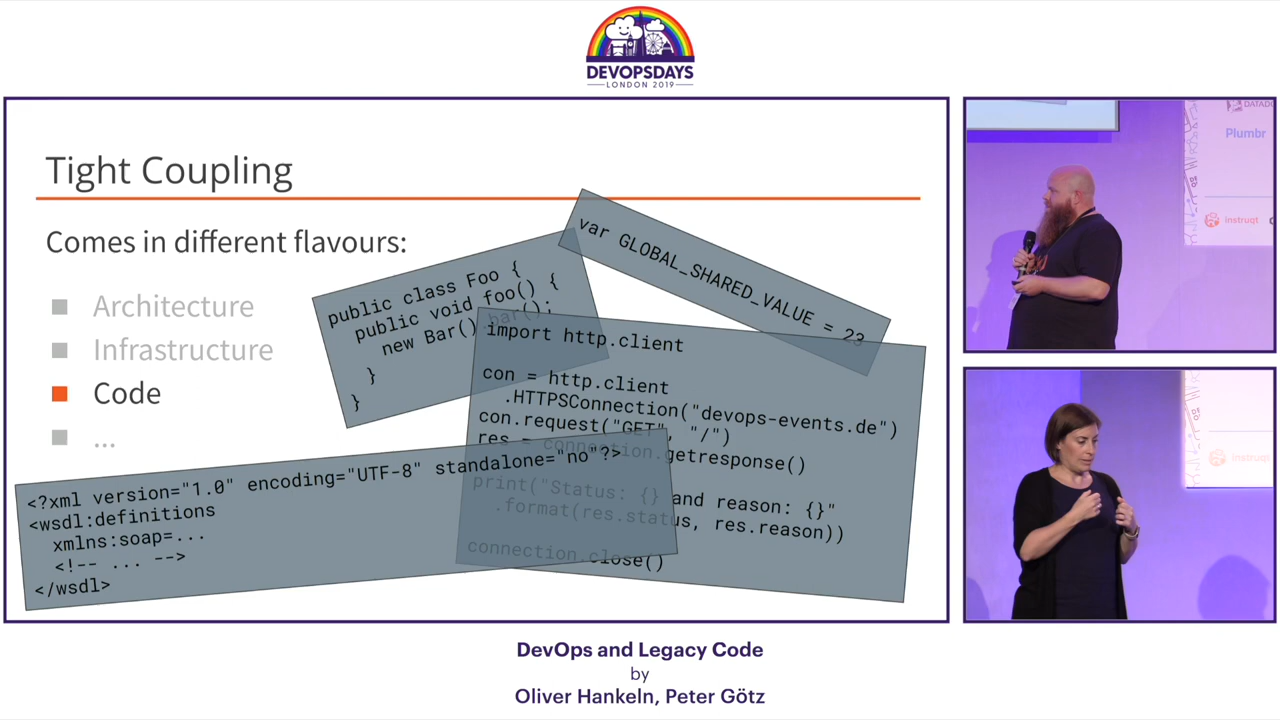 DEVOPSDAYS
LONDON 2019
Tight Coupling
Comes in different flavours:
Architecture
Infrastructure
Code
...
public class Foo {
public void foo() {
new Bar().bar();
}
}
var GLOBAL_SHARED_VALUE = 23
import http.client
con = http.client
.HTTPSConnection("devops-events.de")
con.request("GET", "/")
res = connection.getresponse()
print("Status: {} and reason: {}"
.format(res.status, res.reason))
connection.close()
<?xml version="1.0" encoding="UTF-8" standalone="no"?>
<wsdl:definitions
xmlns:soap=...
<!-- ... -->
</wsdl>
Plumbr
instruqt
instruqt
DevOps and Legacy Code
by
Oliver Hankeln, Peter Götz